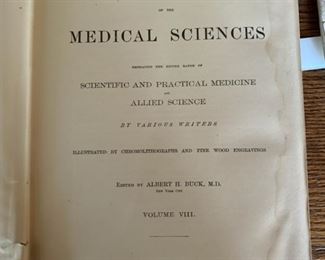 OF THE
MEDICAL SCIENCES
EMBRACING THE ENTIRE RANGE OF
SCIENTIFIC AND PRACTICAL MEDICINE
AND
ALLIED SCIENCE
BY VARIOUS WRITERS
ILLUSTRATED BY CHROMOLITHOGRAPHS AND FINE WOOD ENGRAVINGS
EDITED BY ALBERT H. BUCK, M.D.
NEW YORK CITY
VOLUME VIII.